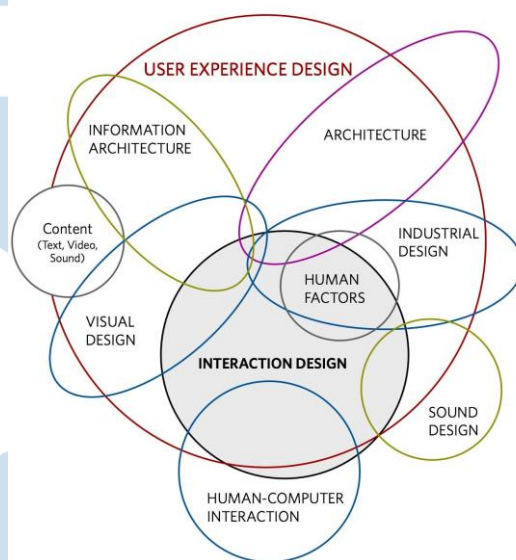 USER EXPERIENCE DESIGN
INFORMATION
ARCHITECTURE
ARCHITECTURE
Content
(Text, Video,
Sound)
INDUSTRIAL
DESIGN
HUMAN
FACTORS
VISUAL
DESIGN
INTERACTION DESIGN
SOUND
DESIGN
HUMAN-COMPUTER
INTERACTION